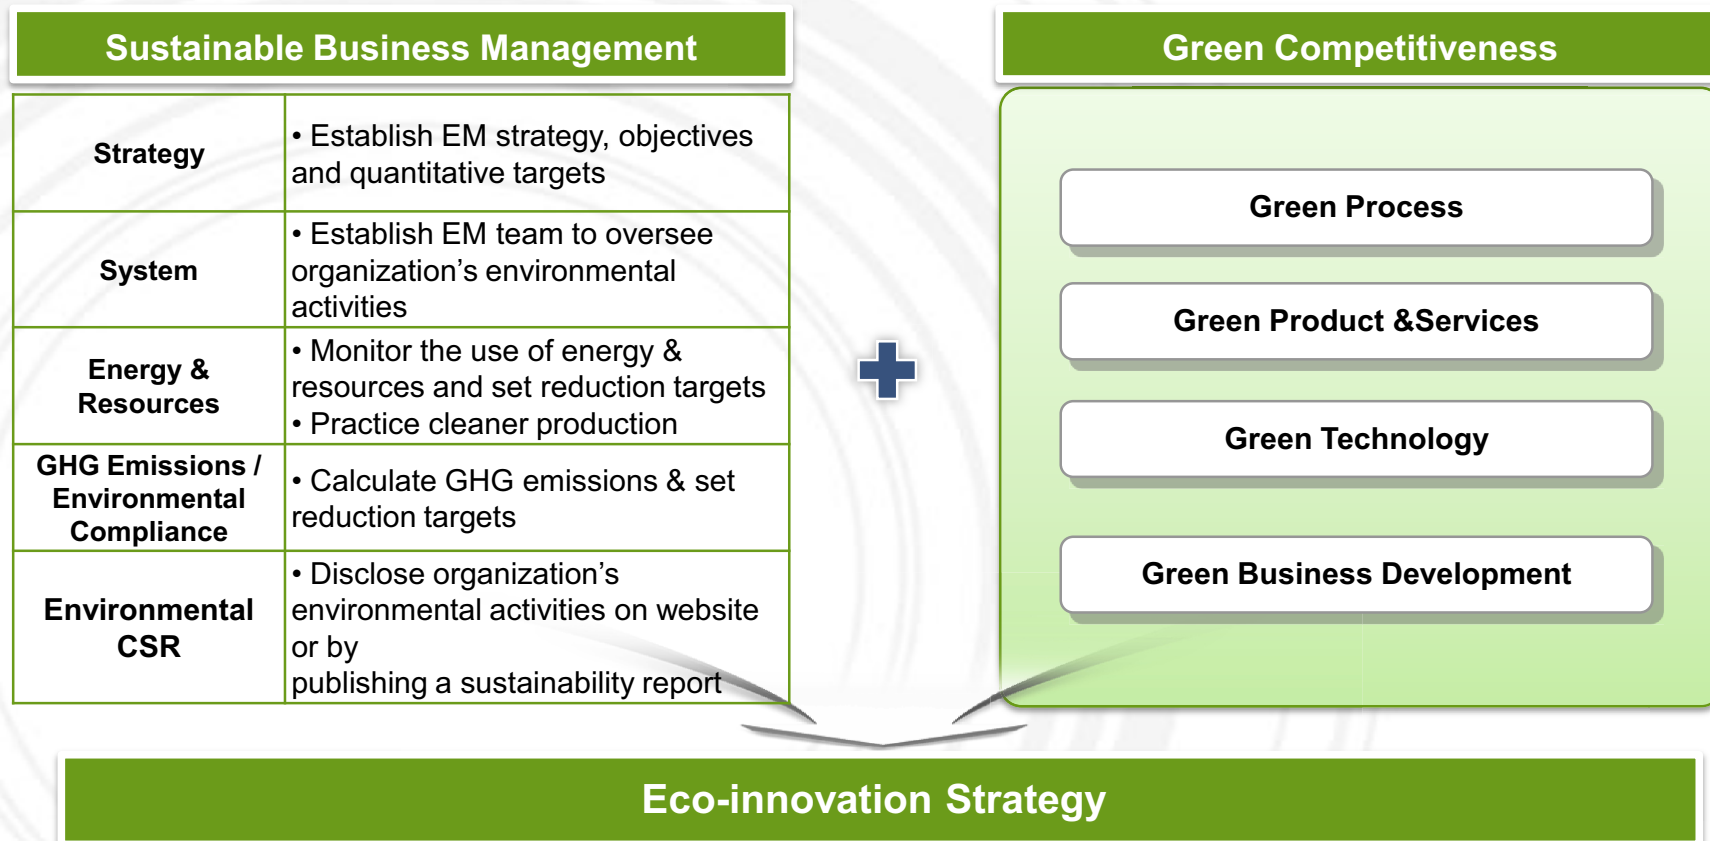 Sustainable Business Management
Strategy
• Establish EM strategy, objectives
and quantitative targets
System
• Establish EM team to oversee
organization’s environmental
activities
Energy &
Resources
• Monitor the use of energy &
resources and set reduction targets
• Practice cleaner production
GHG Emissions /
Environmental
Compliance
• Calculate GHG emissions & set
reduction targets
Environmental
CSR
• Disclose organization’s
environmental activities on website
or by
publishing a sustainability report
Green Competitiveness
Green Process
Green Product &Services
Green Technology
Green Business Development
Eco-innovation Strategy